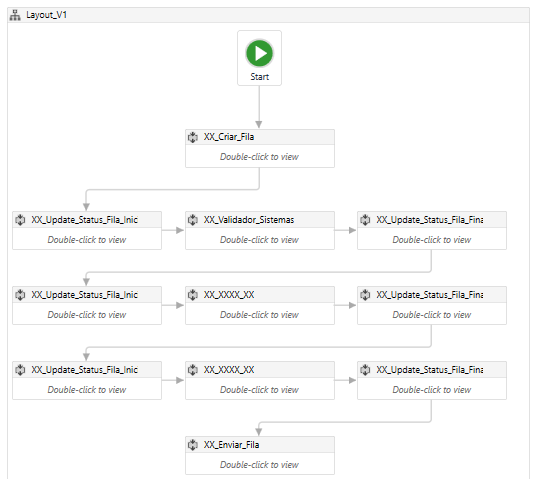 Layout_V1
Start
XX_Criar_Fila
Double-click to view
XX_Update_Status_Fila_Inic
XX_Validador_Sistemas
XX_Update_Status_Fila_Fina
Double-click to view
Double-click to view
Double-click to view
XX_Update_Status_Fila_Inic
XX_XXXX_XX
XX_Update_Status_Fila_Fina
Double-click to view
Double-click to view
Double-click to view
XX_Update_Status_Fila_Inic
XX_XXXX_XX
XX_Update_Status_Fila_Fina
Double-click to view
Double-click to view
Double-click to view
XX_Enviar_Fila
Double-click to view